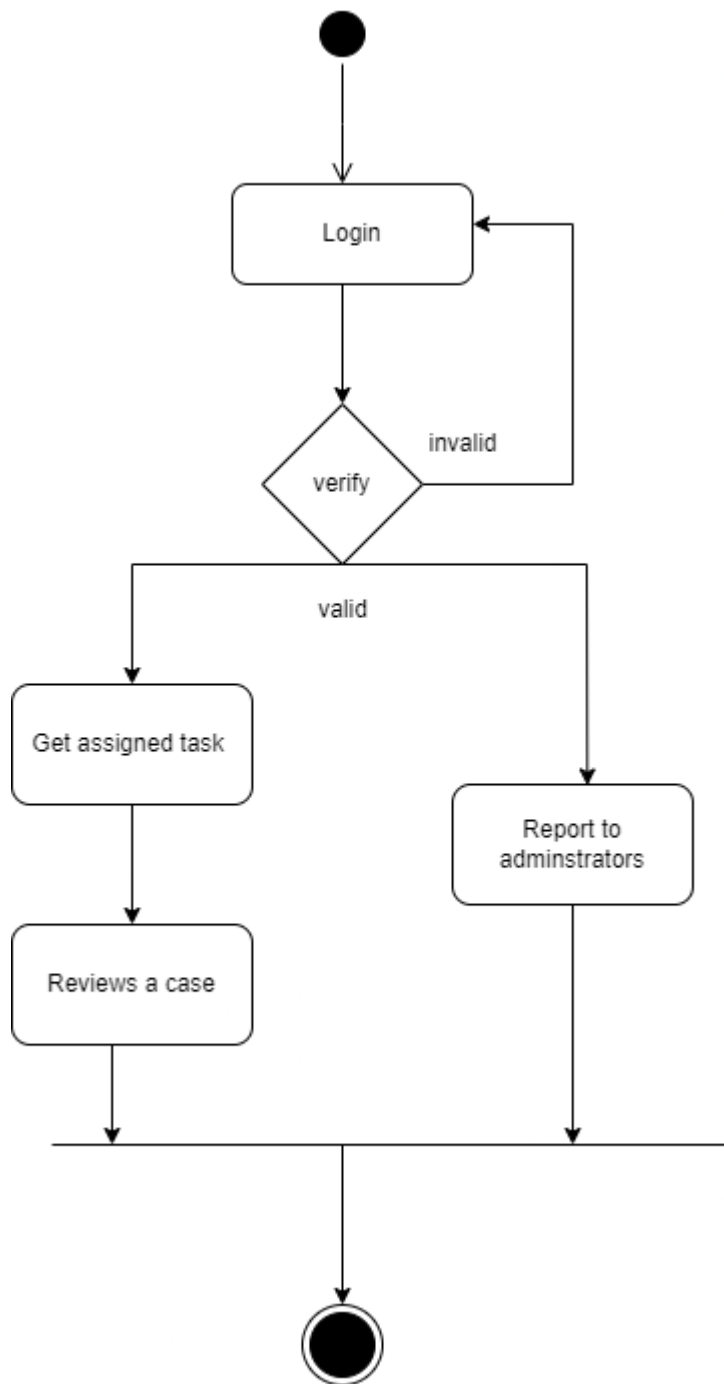 Login
invalid
verify
valid
Get assigned task
Report to
adminstrators
Reviews a case